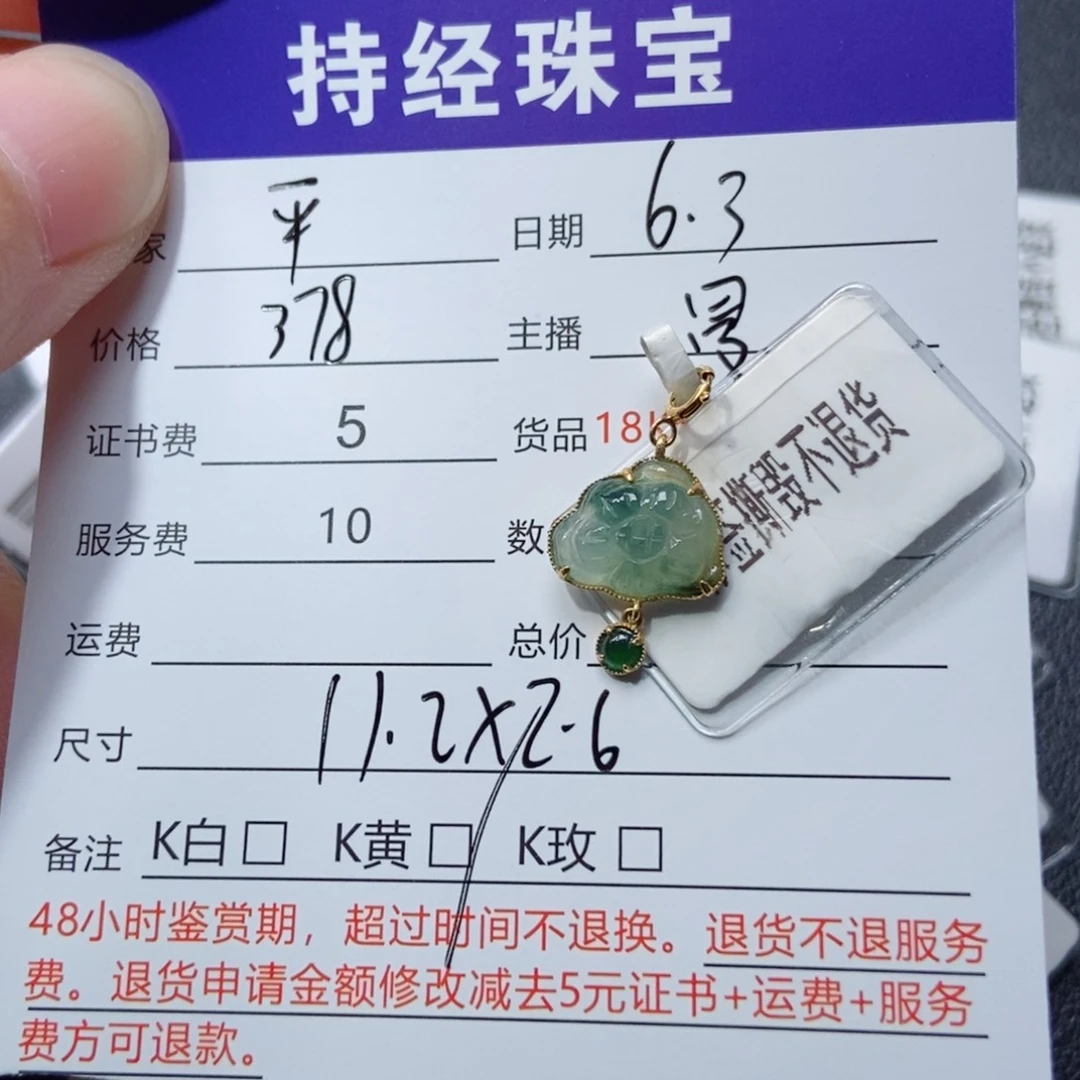 持经珠宝
家 平 日期 6.3
价格 378 主播
证书费 5 货品 18K
服务费 10 数
运费 总价
尺寸 11.2X7.6
备注 K白□ K黄□ K玫□
48小时鉴赏期，超过时间不退换。退货不退服务
费。退货申请金额修改减去5元证书+运费+服务
费方可退款。
撕毁不退货